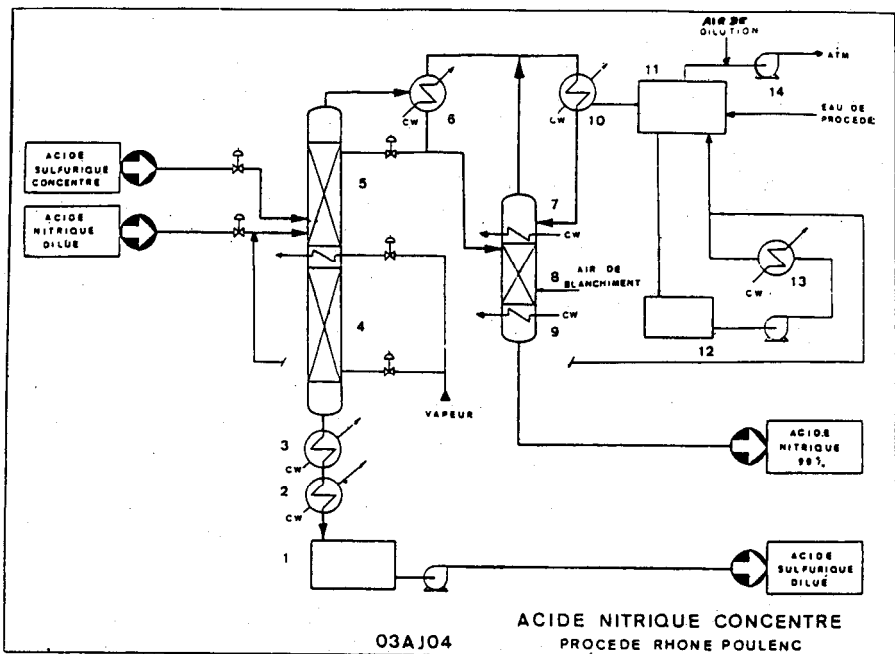 AIR DE
DILUTION
ATM
11
14
EAU DE
PROCEDE
CW
6
CW
10
ACIDE
SULFURIQUE
CONCENTRE
5
7
CW
ACIDE
NITRIQUE
DILUE
AIR DE
BLANCHIMENT
8
13
CW
4
CW
9
12
VAPEUR
3
CW
2
CW
ACIDE
NITRIQUE
98%
1
ACIDE
SULFURIQUE
DILUÉ
ACIDE NITRIQUE CONCENTRE
03AJ04
PROCEDE RHONE POULENC